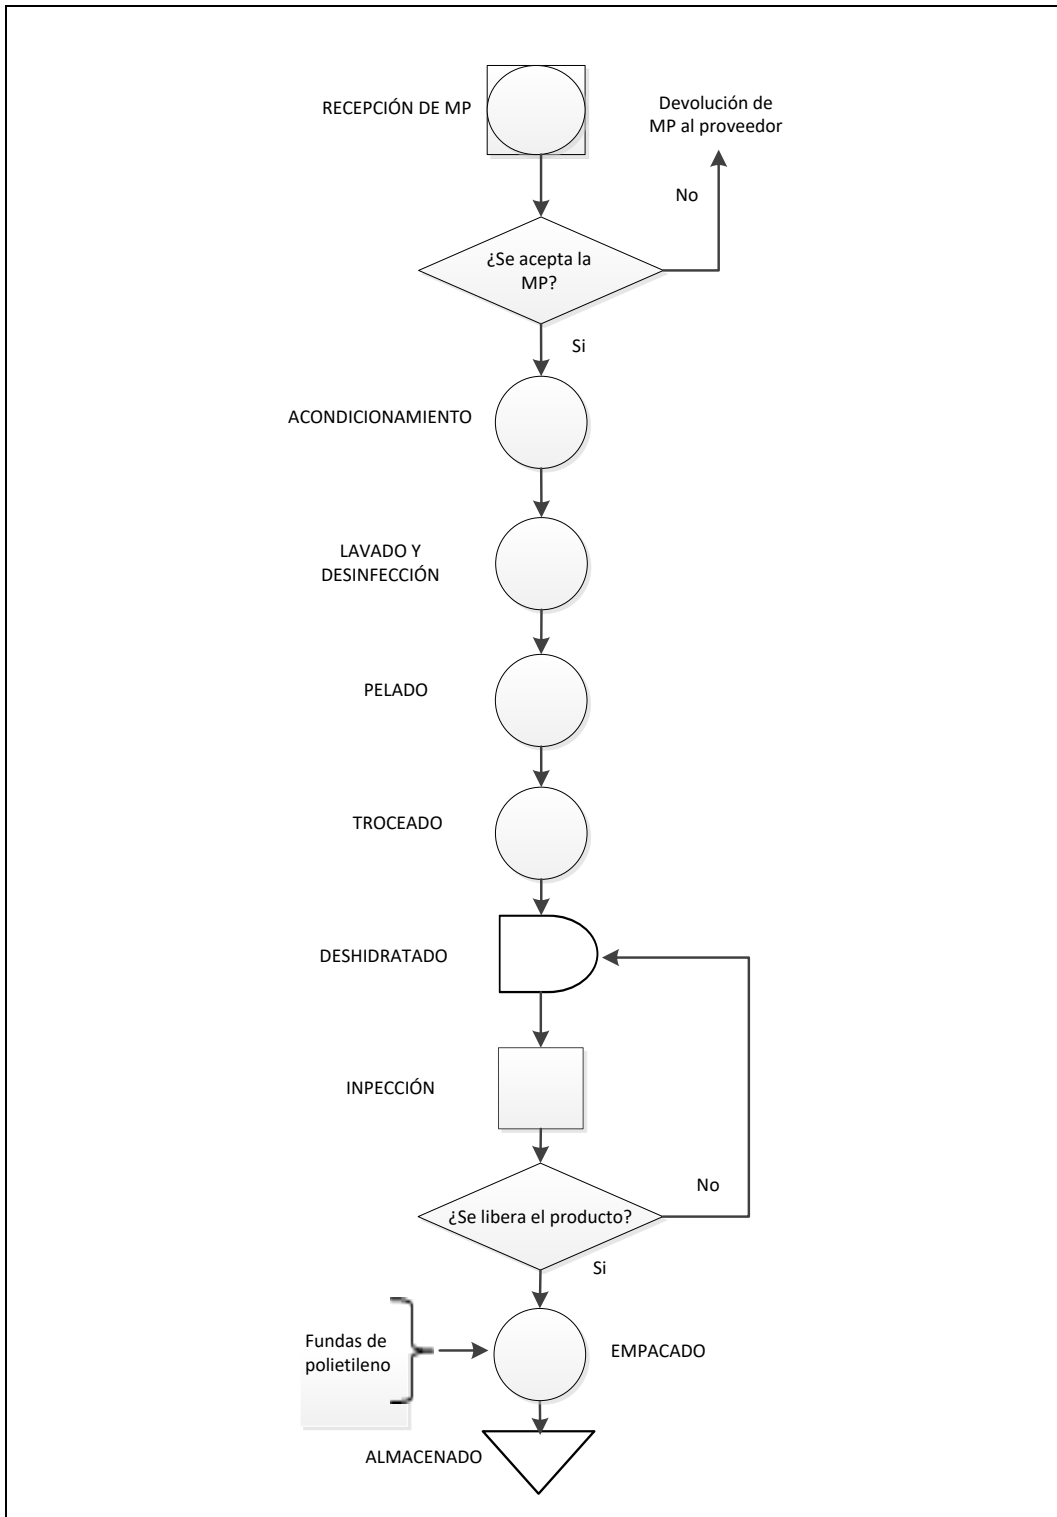 RECEPCIÓN DE MP
Devolución de
MP al proveedor
No
¿Se acepta la
MP?
Si
ACONDICIONAMIENTO
LAVADO Y
DESINFECCIÓN
PELADO
TROCEADO
DESHIDRATADO
INPECCIÓN
No
¿Se libera el producto?
Si
Fundas de
polietileno
EMPACADO
ALMACENADO